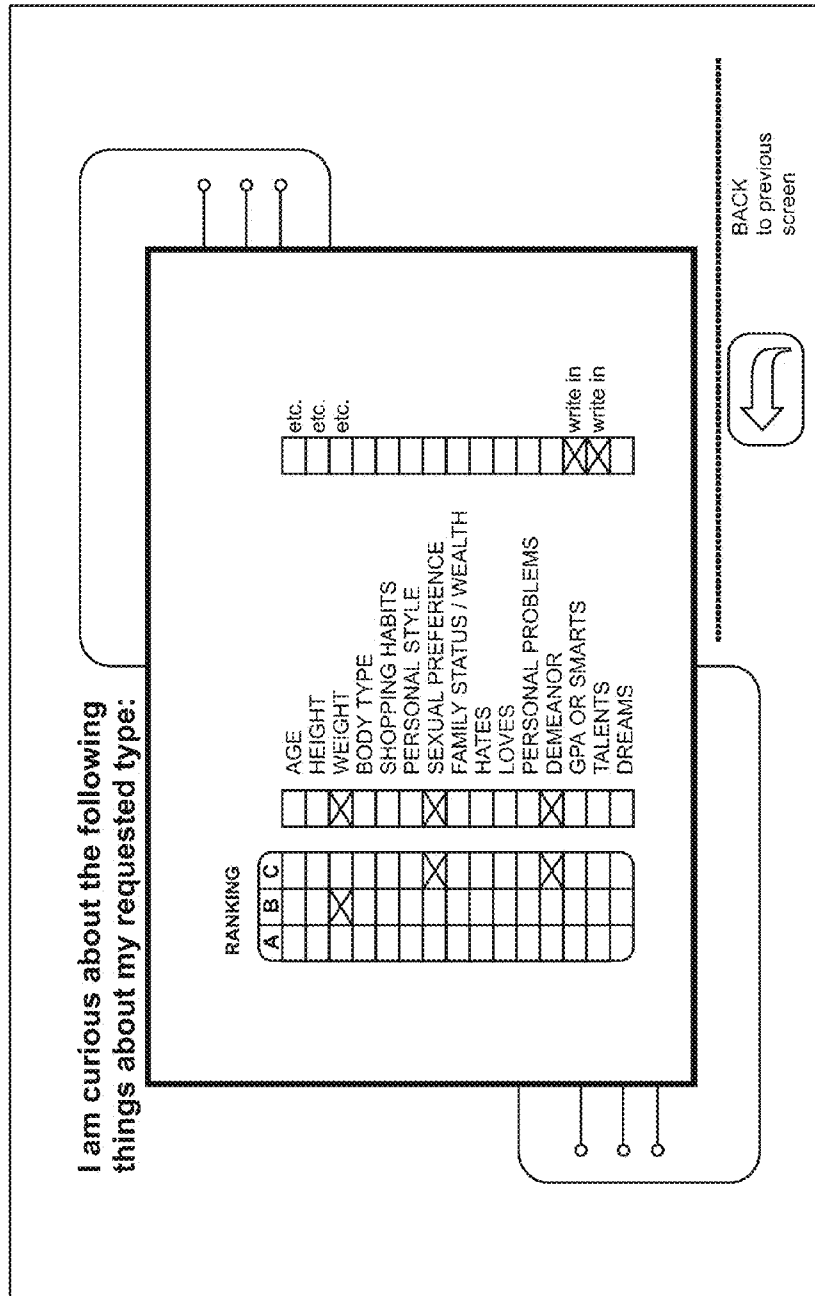 I am curious about the following
things about my requested type:
RANKING
A B C
AGE
HEIGHT
WEIGHT
BODY TYPE
SHOPPING HABITS
PERSONAL STYLE
SEXUAL PREFERENCE
FAMILY STATUS / WEALTH
HATES
LOVES
PERSONAL PROBLEMS
DEMEANOR
GPA OR SMARTS
TALENTS
DREAMS
etc.
etc.
etc.
write in
write in
BACK
to previous
screen